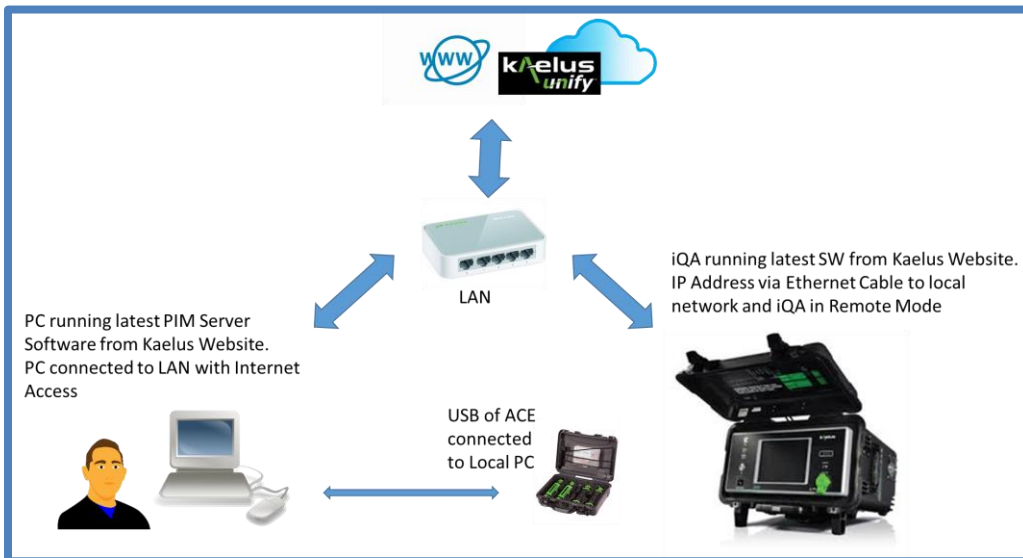 www
kaelus
unify
LAN
iQA running latest SW from Kaelus Website.
IP Address via Ethernet Cable to local
network and iQA in Remote Mode
PC running latest PIM Server
Software from Kaelus Website.
PC connected to LAN with Internet
Access
USB of ACE
connected
to Local PC